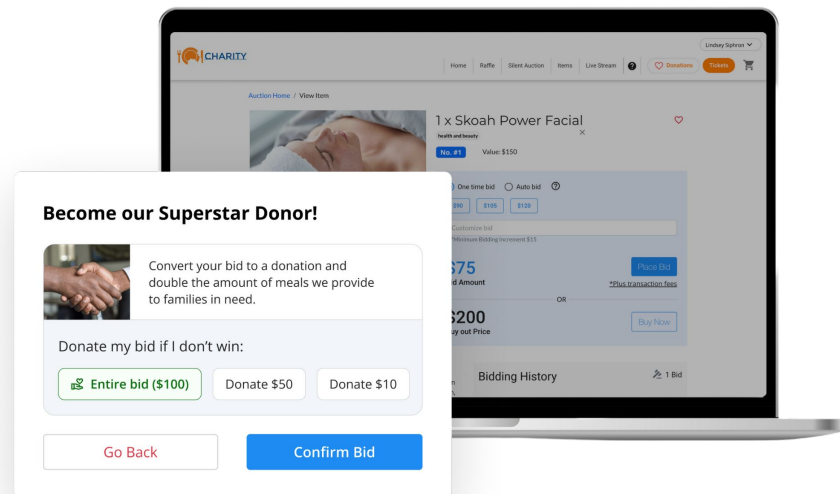 CHARITY
Lindsey Siphron
Home Raffle Silent Auction Items Live Stream ? Donations Tickets
Auction Home / View Item
1 x Skoah Power Facial
health and beauty
No. #1 Value: $150
One time bid Auto bid ?
$90 $105 $120
Customize bid
*Minimum Bidding Increment $15
$75 Place Bid
Bid Amount *Plus transaction fees
OR
$200 Buy Now
Buy out Price
Bidding History 1 Bid
Become our Superstar Donor!
Convert your bid to a donation and
double the amount of meals we provide
to families in need.
Donate my bid if I don't win:
Entire bid ($100) Donate $50 Donate $10
Go Back Confirm Bid